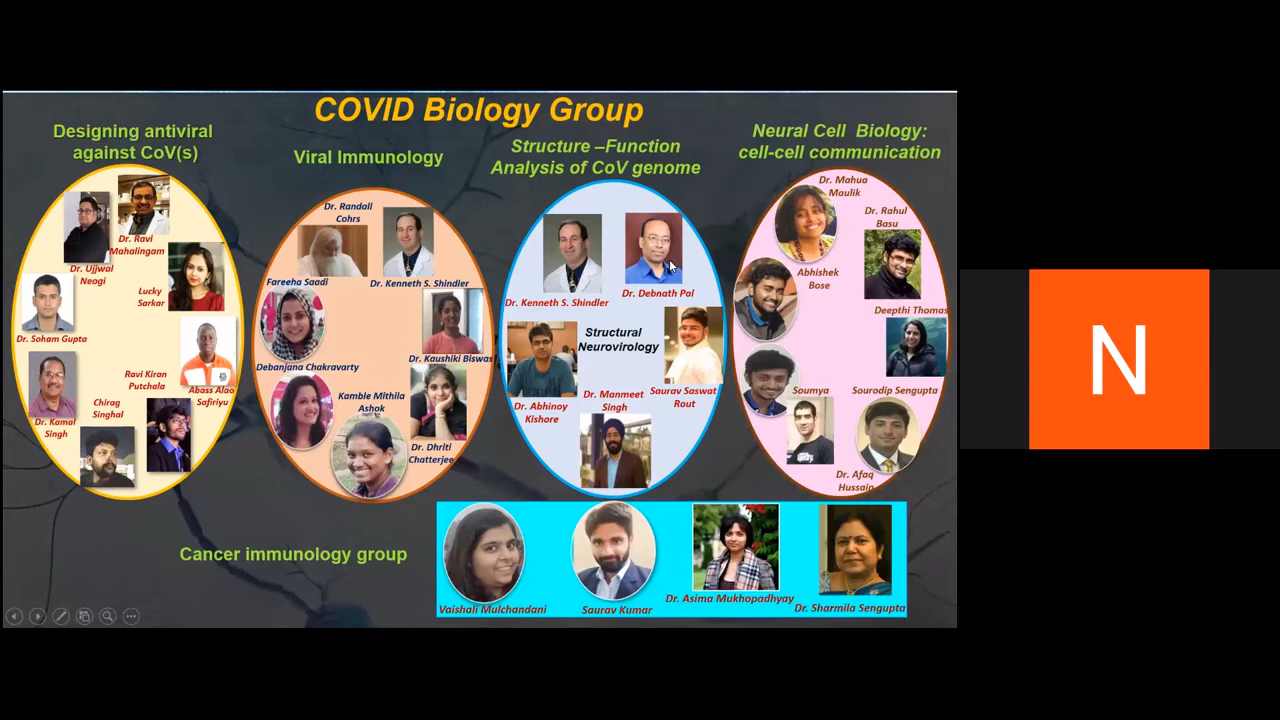 COVID Biology Group
Designing antiviral
against CoV(s)
Dr. Ravi
Mahalingam
Dr. Ujjwal
Neogi
Lucky
Sarkar
Dr. Soham Gupta
Ravi Kiran
Putchala
Abass Alao
Safiriyu
Chirag
Singhal
Dr. Kamal
Singh
Viral Immunology
Dr. Randall
Cohrs
Fareeha Saadi
Dr. Kenneth S. Shindler
Dr. Kaushiki Biswas
Debanjana Chakravarty
Kamble Mithila
Ashok
Dr. Dhriti
Chatterjee
Structure –Function
Analysis of CoV genome
Dr. Kenneth S. Shindler
Dr. Debnath Pal
Structural
Neurovirology
Dr. Abhinoy
Kishore
Dr. Manmeet
Singh
Saurav Saswat
Rout
Neural Cell  Biology:
cell-cell communication
Dr. Mahua
Maulik
Dr. Rahul
Basu
Abhishek
Bose
Deepthi Thomas
Soumya
Sourodip Sengupta
Dr. Afaq
Hussain
Cancer immunology group
Vaishali Mulchandani
Saurav Kumar
Dr. Asima Mukhopadhyay
Dr. Sharmila Sengupta
N